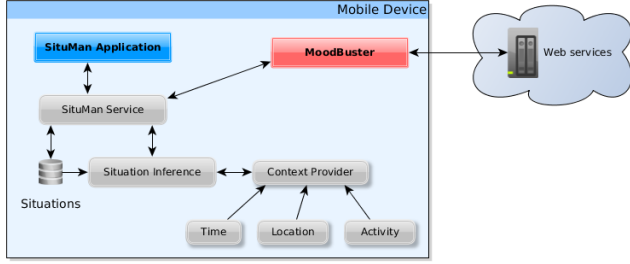 Mobile Device
SituMan Application
MoodBuster
Web services
SituMan Service
Situation Inference
Context Provider
Situations
Time
Location
Activity